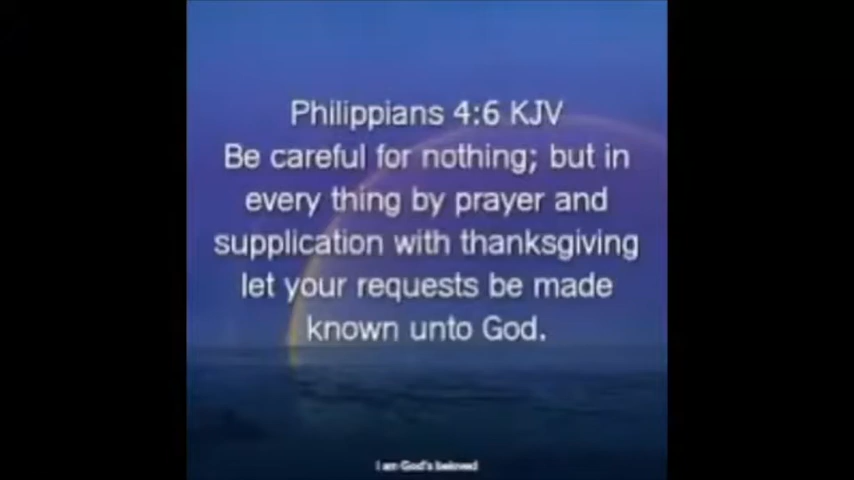 Philippians 4:6 KJV
Be careful for nothing; but in
every thing by prayer and
supplication with thanksgiving
let your requests be made
known unto God.
I am God's beloved